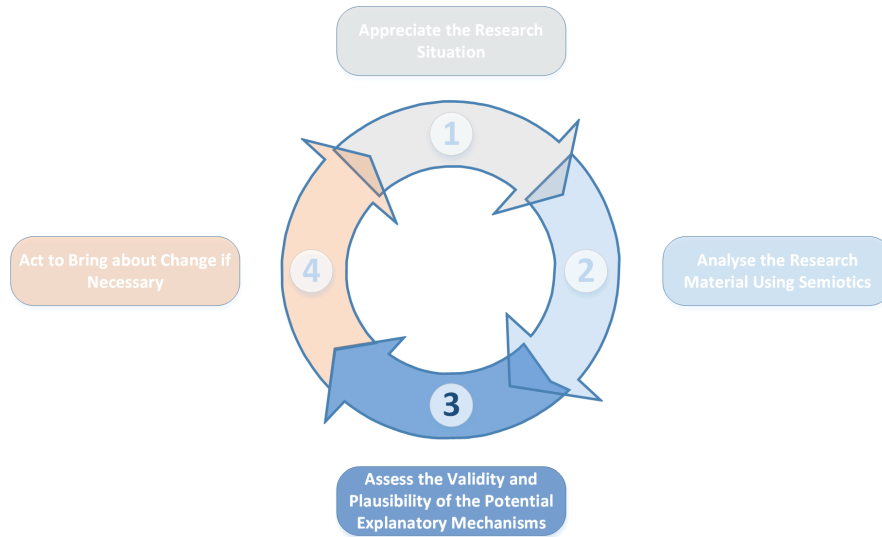 Appreciate the Research
Situation
1
2
Analyse the Research
Material Using Semiotics
3
Assess the Validity and
Plausibility of the Potential
Explanatory Mechanisms
4
Act to Bring about Change if
Necessary